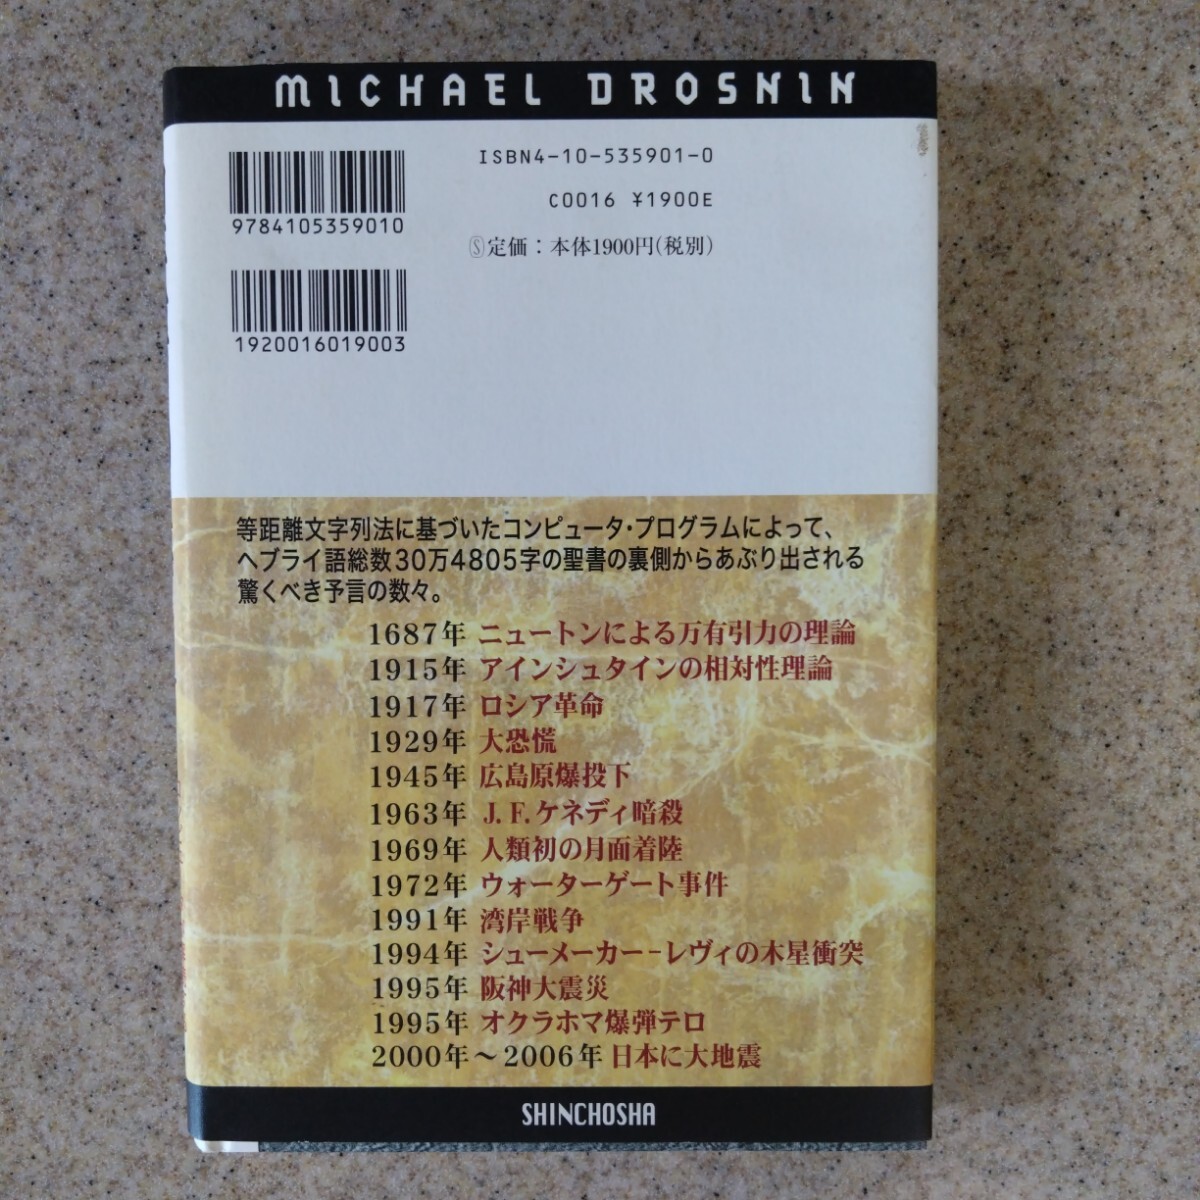 MICHAEL DROSNIN
ISBN4-10-535901-0
C0016 ¥1900E
Ⓢ定価：本体1900円(税別)
9784105359010
1920016019003
等距離文字列法に基づいたコンピュータ・プログラムによって、
ヘブライ語総数30万4805字の聖書の裏側からあぶり出される
驚くべき予言の数々。
1687年 ニュートンによる万有引力の理論
1915年 アインシュタインの相対性理論
1917年 ロシア革命
1929年 大恐慌
1945年 広島原爆投下
1963年 J.F.ケネディ暗殺
1969年 人類初の月面着陸
1972年 ウォーターゲート事件
1991年 湾岸戦争
1994年 シューメーカー-レヴィの木星衝突
1995年 阪神大震災
1995年 オクラホマ爆弾テロ
2000年～2006年 日本に大地震
SHINCHOSHA